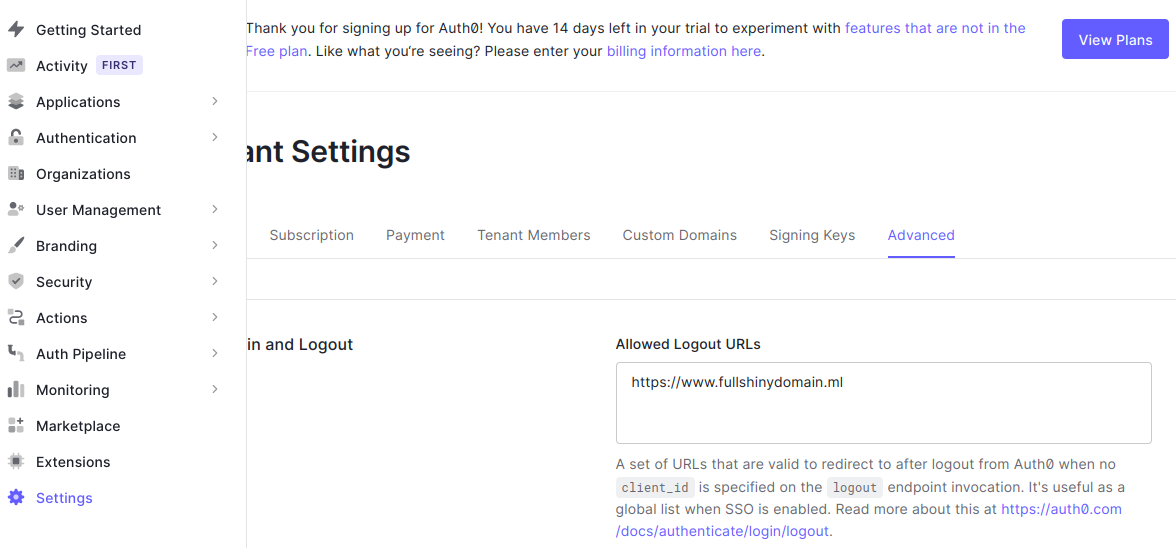 Getting Started
Activity FIRST
Applications
Authentication
Organizations
User Management
Branding
Security
Actions
Auth Pipeline
Monitoring
Marketplace
Extensions
Settings
Thank you for signing up for Auth0! You have 14 days left in your trial to experiment with features that are not in the
Free plan. Like what you're seeing? Please enter your billing information here.
View Plans
ant Settings
Subscription Payment Tenant Members Custom Domains Signing Keys Advanced
in and Logout
Allowed Logout URLs
https://www.fullshinydomain.ml
A set of URLs that are valid to redirect to after logout from Auth0 when no
client_id is specified on the logout endpoint invocation. It's useful as a
global list when SSO is enabled. Read more about this at https://auth0.com
/docs/authenticate/login/logout.